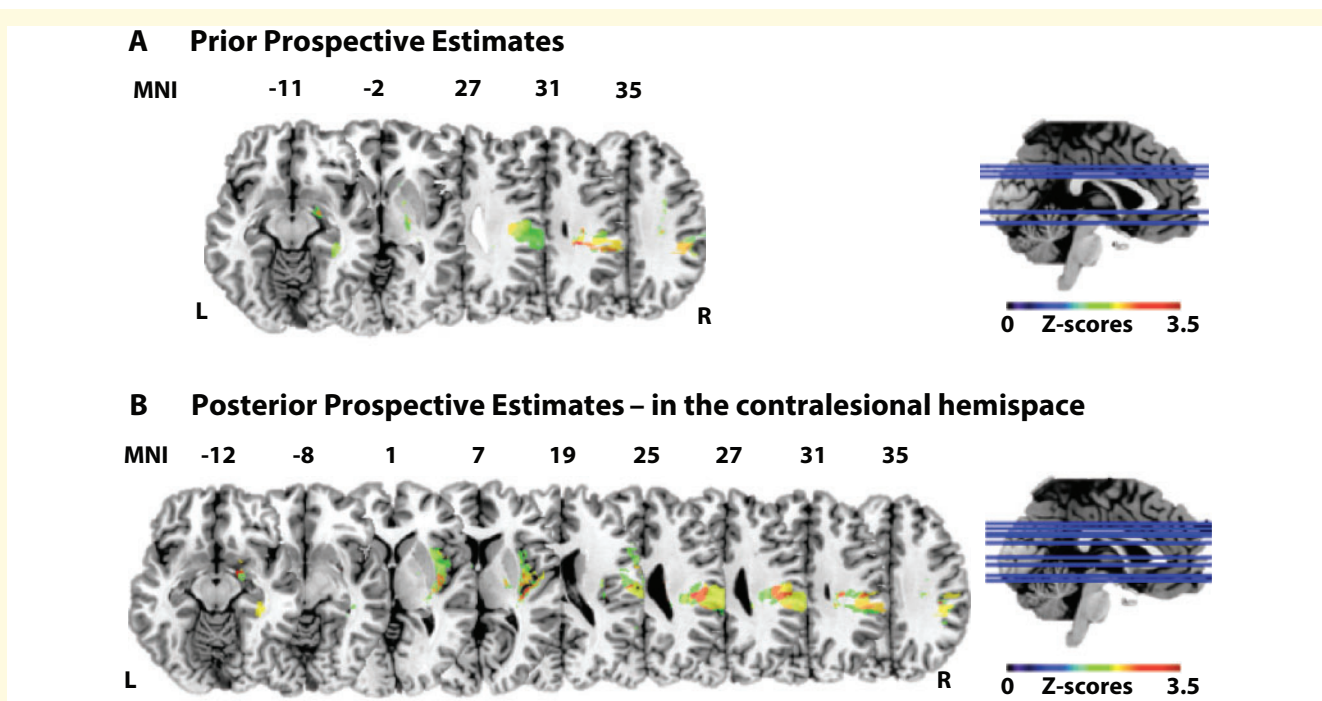 A Prior Prospective Estimates
MNI -11 -2 27 31 35
L R
0 Z-scores 3.5
B Posterior Prospective Estimates – in the contralesional hemispace
MNI -12 -8 1 7 19 25 27 31 35
L R
0 Z-scores 3.5